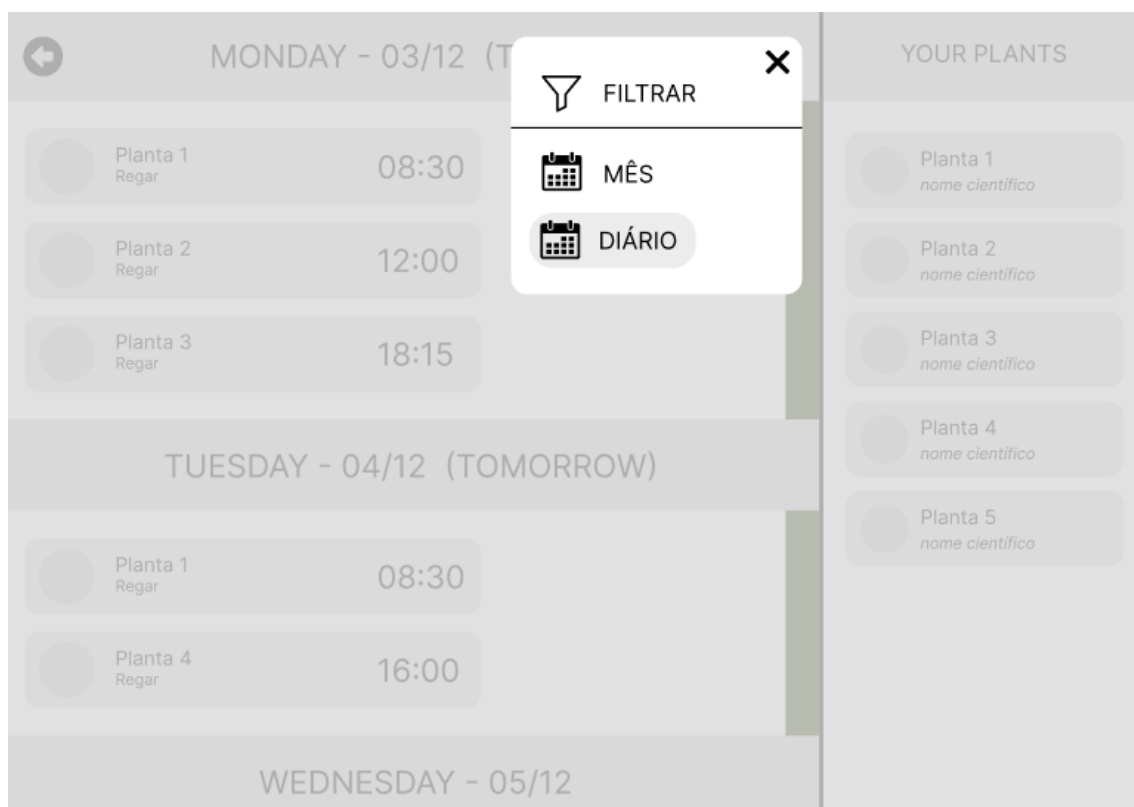 MONDAY - 03/12 (T
FILTRAR
MÊS
DIÁRIO
Planta 1
Regar
08:30
Planta 2
Regar
12:00
Planta 3
Regar
18:15
TUESDAY - 04/12 (TOMORROW)
Planta 1
Regar
08:30
Planta 4
Regar
16:00
WEDNESDAY - 05/12
YOUR PLANTS
Planta 1
nome científico
Planta 2
nome científico
Planta 3
nome científico
Planta 4
nome científico
Planta 5
nome científico